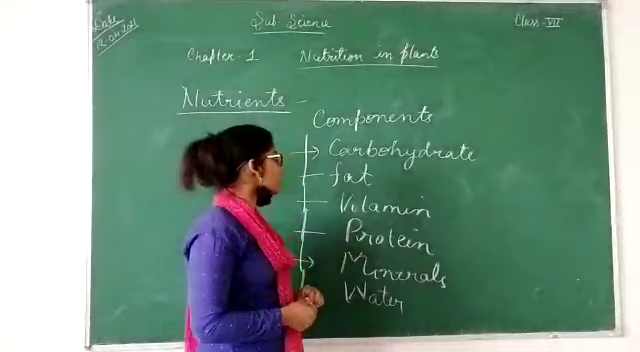 Date
12-04-2021
Sub- Science
Class- VII
Chapter-1 Nutrition in plants
Nutrients -
Components
Carbohydrate
fat
Vitamin
Protein
Minerals
Water